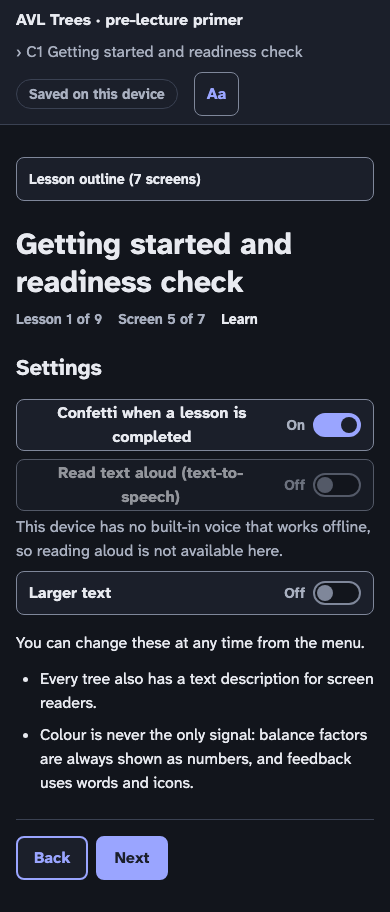 AVL Trees · pre-lecture primer
› C1 Getting started and readiness check
Saved on this device
Aa
Lesson outline (7 screens)
Getting started and
readiness check
Lesson 1 of 9 Screen 5 of 7 Learn
Settings
Confetti when a lesson is
completed
On
Read text aloud (text-to-
speech)
Off
This device has no built-in voice that works offline,
so reading aloud is not available here.
Larger text
Off
You can change these at any time from the menu.
• Every tree also has a text description for screen
readers.
• Colour is never the only signal: balance factors
are always shown as numbers, and feedback
uses words and icons.
Back
Next